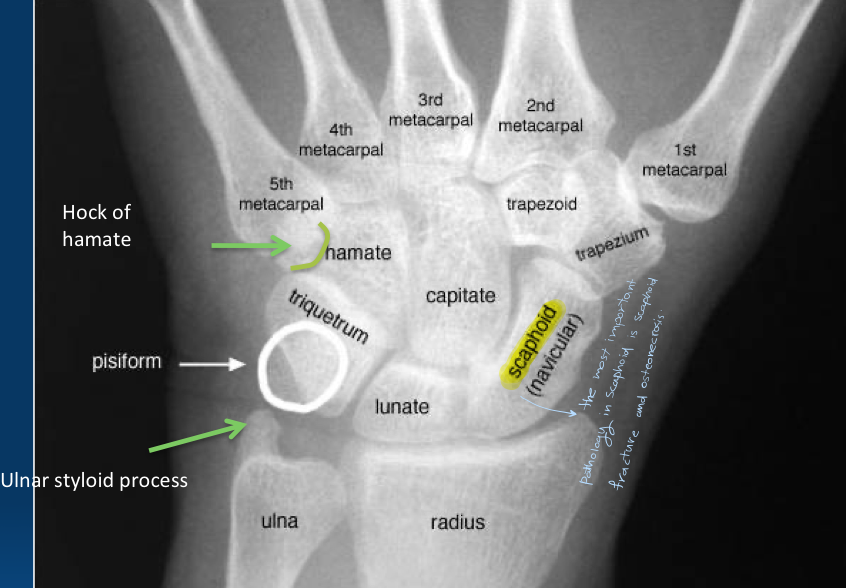 3rd
metacarpal
2nd
metacarpal
4th
metacarpal
1st
metacarpal
5th
metacarpal
trapezoid
Hock of
hamate
hamate
trapezium
capitate
triquetrum
scaphoid
(navicular)
pisiform
lunate
the most important
pathology in scaphoid is scaphoid
fracture and osteonecrosis.
Ulnar styloid process
ulna
radius